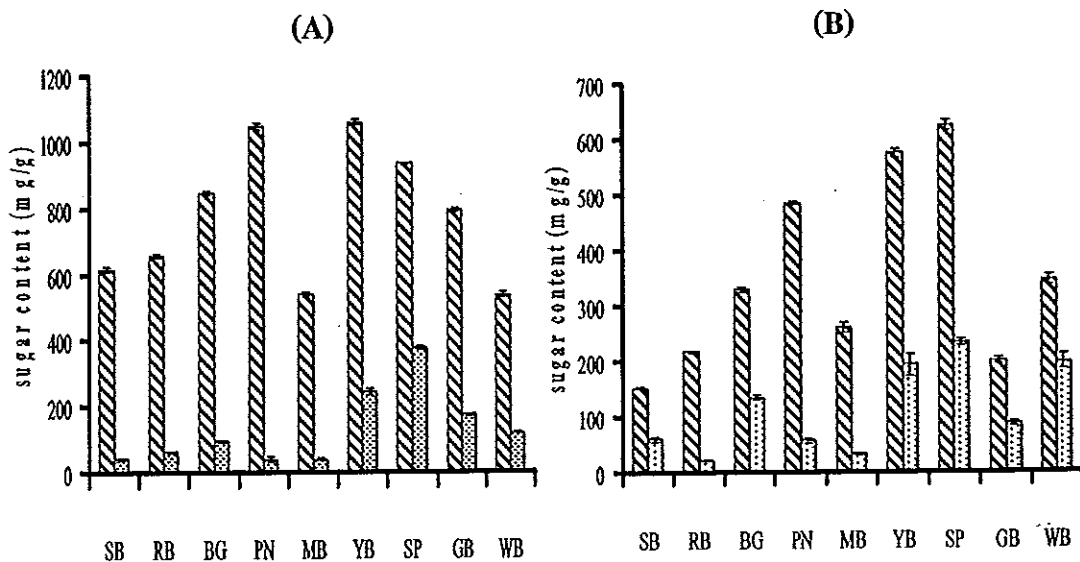 (A)
1200
1000
800
600
400
200
0
sugar content (mg/g)
SB RB BG PN MB YB SP GB WB
(B)
700
600
500
400
300
200
100
0
sugar content (mg/g)
SB RB BG PN MB YB SP GB WB